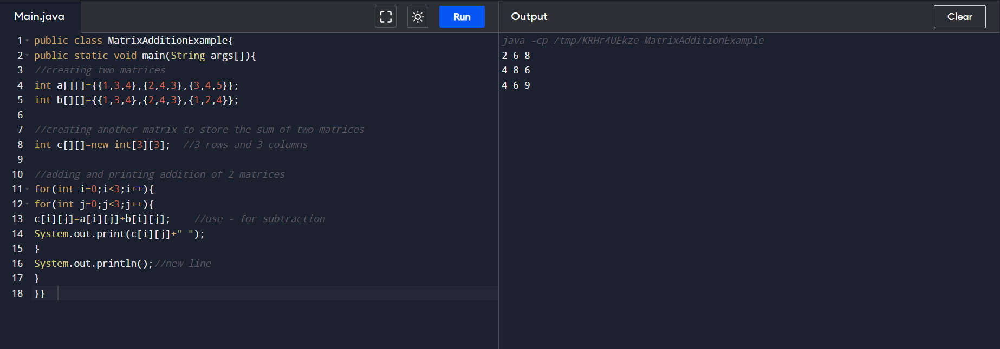 Main.java
Run
1 public class MatrixAdditionExample{
2 public static void main(String args[]){
3 //creating two matrices
4 int a[][]={{1,3,4},{2,4,3},{3,4,5}};
5 int b[][]={{1,3,4},{2,4,3},{1,2,4}};
6
7 //creating another matrix to store the sum of two matrices
8 int c[][]=new int[3][3];  //3 rows and 3 columns
9
10 //adding and printing addition of 2 matrices
11 for(int i=0;i<3;i++){
12 for(int j=0;j<3;j++){
13 c[i][j]=a[i][j]+b[i][j];    //use - for subtraction
14 System.out.print(c[i][j]+" ");
15 }
16 System.out.println();//new line
17 }
18 }}
Output
Clear
java -cp /tmp/KRHr4UEkze MatrixAdditionExample
2 6 8
4 8 6
4 6 9